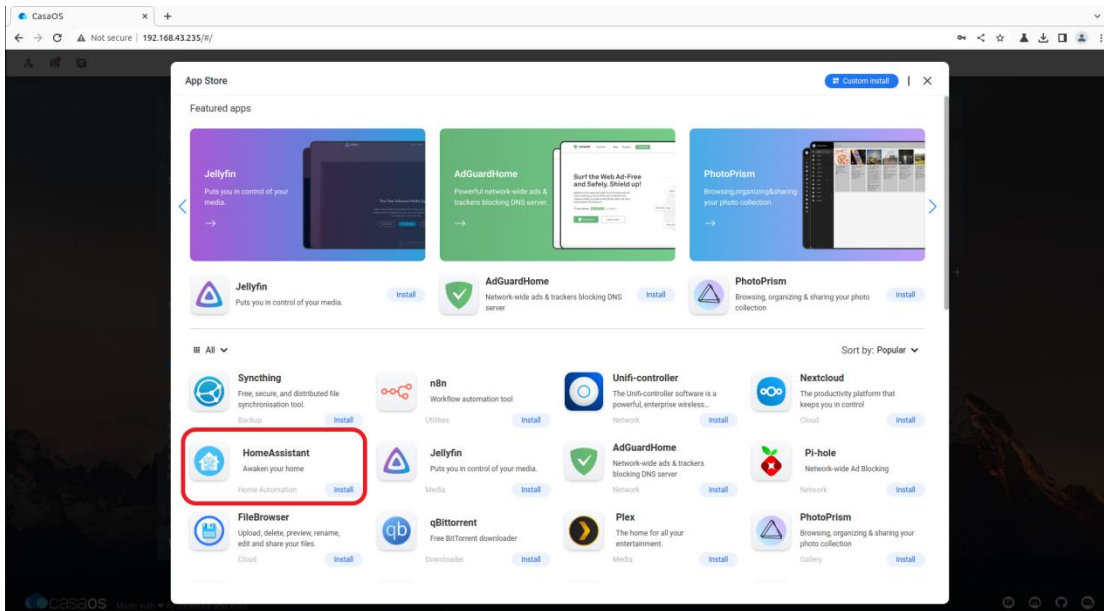 CasaOS
Not secure | 192.168.43.235/#/
App Store
Custom install
Featured apps
Jellyfin
Puts you in control of your
media.
AdGuardHome
Powerful network-wide ads &
trackers blocking DNS server.
Surf the Web Ad-Free
and Safely. Shield up!
PhotoPrism
Browsing,organizing&sharing
your photo collection.
Jellyfin
Puts you in control of your media.
Install
AdGuardHome
Network-wide ads & trackers blocking DNS
server
Install
PhotoPrism
Browsing, organizing & sharing your photo
collection
Install
All
Sort by: Popular
Syncthing
Free, secure, and distributed file
synchronisation tool.
Backup
Install
n8n
Workflow automation tool
Utilities
Install
Unifi-controller
The Unifi-controller software is a
powerful, enterprise wireless...
Network
Install
Nextcloud
The productivity platform that
keeps you in control
Cloud
Install
HomeAssistant
Awaken your home
Home Automation
Install
Jellyfin
Puts you in control of your media.
Media
Install
AdGuardHome
Network-wide ads & trackers
blocking DNS server
Network
Install
Pi-hole
Network-wide Ad Blocking
Network
Install
FileBrowser
Upload, delete, preview, rename,
edit and share your files.
Cloud
Install
qb
qBittorrent
Free BitTorrent downloader
Downloader
Install
Plex
The home for all your
entertainment.
Media
Install
PhotoPrism
Browsing, organizing & sharing your
photo collection
Gallery
Install
CasaOS
Made with ❤ by